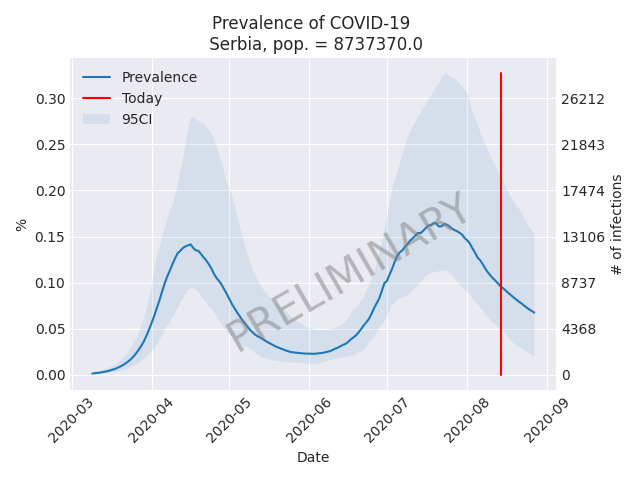 Prevalence of COVID-19
Serbia, pop. = 8737370.0
Prevalence
Today
95CI
0.30
0.25
0.20
0.15
0.10
0.05
0.00
%
26212
21843
17474
13106
8737
4368
0
# of infections
PRELIMINARY
2020-03
2020-04
2020-05
2020-06
2020-07
2020-08
2020-09
Date